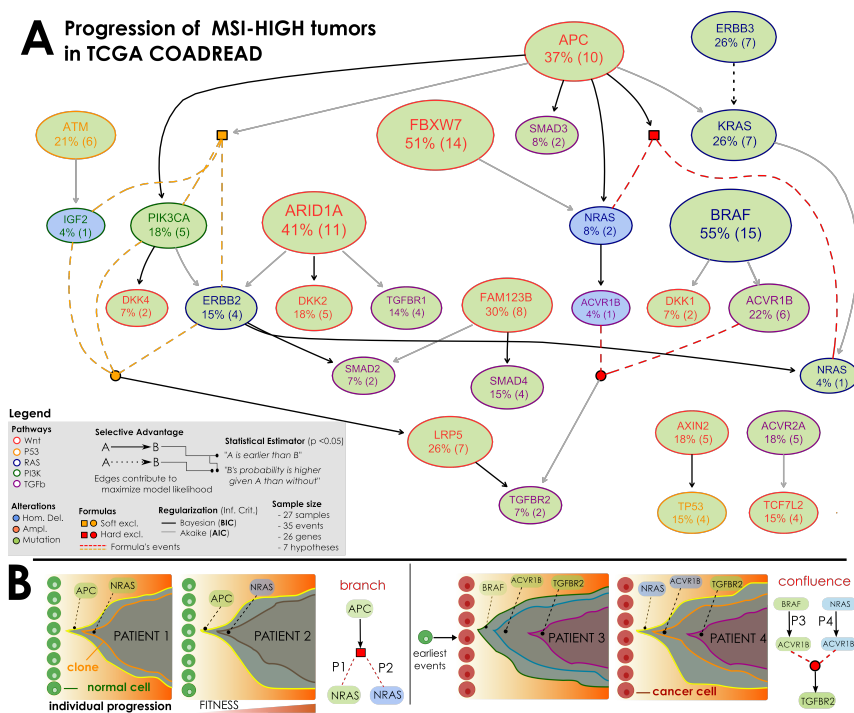 A
Progression of MSI-HIGH tumors
in TCGA COADREAD
APC
37% (10)
ERBB3
26% (7)
ATM
21% (6)
FBXW7
51% (14)
SMAD3
8% (2)
KRAS
26% (7)
IGF2
4% (1)
PIK3CA
18% (5)
ARID1A
41% (11)
NRAS
8% (2)
BRAF
55% (15)
DKK4
7% (2)
ERBB2
15% (4)
DKK2
18% (5)
TGFBR1
14% (4)
FAM123B
30% (8)
ACVR1B
4% (1)
DKK1
7% (2)
ACVR1B
22% (6)
SMAD2
7% (2)
SMAD4
15% (4)
NRAS
4% (1)
LRP5
26% (7)
AXIN2
18% (5)
ACVR2A
18% (5)
TGFBR2
7% (2)
TP53
15% (4)
TCF7L2
15% (4)
Legend
Pathways
Wnt
P53
RAS
PI3K
TGFb
Selective Advantage
A
B
A
B
Edges contribute to
maximize model likelihood
Statistical Estimator (p <0.05)
"A is earlier than B"
"B's probability is higher
given A than without"
Alterations
Hom. Del.
Ampl.
Mutation
Formulas
Soft excl.
Hard excl.
Formula's events
Regularization (Inf. Crit.)
Bayesian (BIC)
Akaike (AIC)
Sample size
- 27 samples
- 35 events
- 26 genes
- 7 hypotheses
B
APC
NRAS
PATIENT 1
clone
normal cell
individual progression
APC
NRAS
PATIENT 2
FITNESS
branch
APC
P1
P2
NRAS
NRAS
earliest
events
BRAF
ACVR1B
TGFBR2
PATIENT 3
NRAS
ACVR1B
TGFBR2
PATIENT 4
cancer cell
confluence
BRAF
NRAS
P3
P4
ACVR1B
ACVR1B
TGFBR2